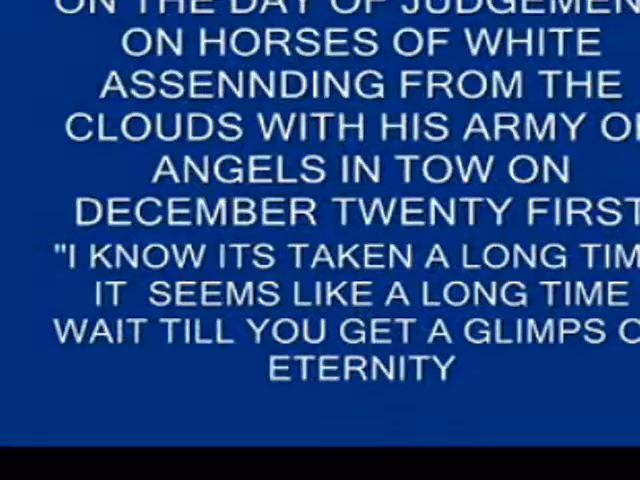 ON THE DAY OF JUDGEMEN
ON HORSES OF WHITE
ASSENNDING FROM THE
CLOUDS WITH HIS ARMY O
ANGELS IN TOW ON
DECEMBER TWENTY FIRST
"I KNOW ITS TAKEN A LONG TIM
IT SEEMS LIKE A LONG TIME
WAIT TILL YOU GET A GLIMPS O
ETERNITY